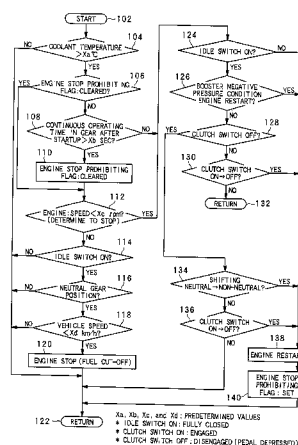 START
102
104
COOLANT TEMPERATURE
>Xa°C
NO
YES
106
ENGINE STOP PROHIBITING
FLAG:CLEARED?
YES
NO
108
CONTINUOUS OPERATING
TIME IN GEAR AFTER
STARTUP>Xb SEC?
NO
YES
110
ENGINE STOP PROHIBITING
FLAG:CLEARED
112
ENGINE:SPEED<Xc rpm?
(DETERMINE TO STOP)
YES
NO
114
IDLE SWITCH ON?
NO
YES
116
NEUTRAL GEAR
POSITION?
NO
YES
118
VEHICLE SPEED
<Xd km/h?
NO
YES
120
ENGINE STOP (FUEL CUT-OFF)
122
RETURN
124
IDLE SWITCH ON?
NO
YES
126
BOOSTER NEGATIVE
PRESSURE CONDITION
ENGINE RESTART?
YES
NO
128
CLUTCH SWITCH OFF?
YES
NO
130
CLUTCH SWITCH
ON→OFF?
YES
NO
RETURN
132
134
SHIFTING
NEUTRAL→NON-NEUTRAL?
YES
NO
136
CLUTCH SWITCH
ON→OFF?
YES
NO
138
ENGINE RESTART
ENGINE STOP
PROHIBITING
FLAG: SET
140
Xa, Xb, Xc, and Xd : PREDETERMINED VALUES
* IDLE SWITCH ON: FULLY CLOSED
* CLUTCH SWITCH ON: ENGAGED
* CLUTCH SWITCH OFF: DISENGAGED (PEDAL DEPRESSED)